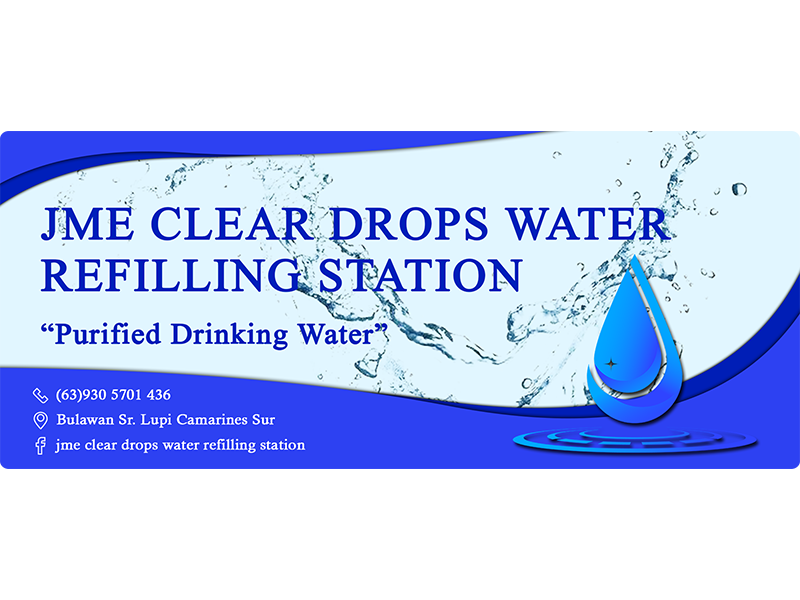 JME CLEAR DROPS WATER
REFILLING STATION
“Purified Drinking Water”
(63)930 5701 436
Bulawan Sr. Lupi Camarines Sur
jme clear drops water refilling station